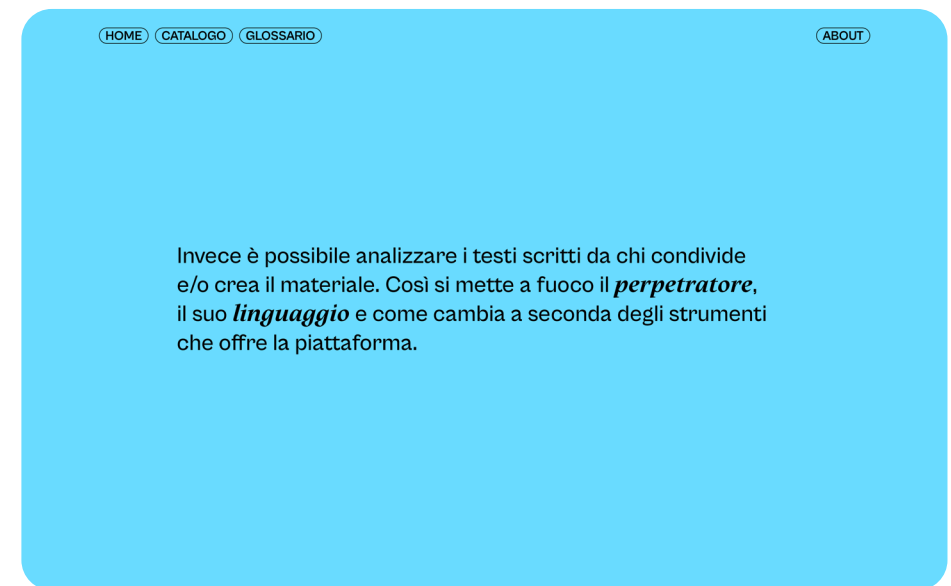 HOME CATALOGO GLOSSARIO ABOUT
Invece è possibile analizzare i testi scritti da chi condivide
e/o crea il materiale. Così si mette a fuoco il perpetratore,
il suo linguaggio e come cambia a seconda degli strumenti
che offre la piattaforma.